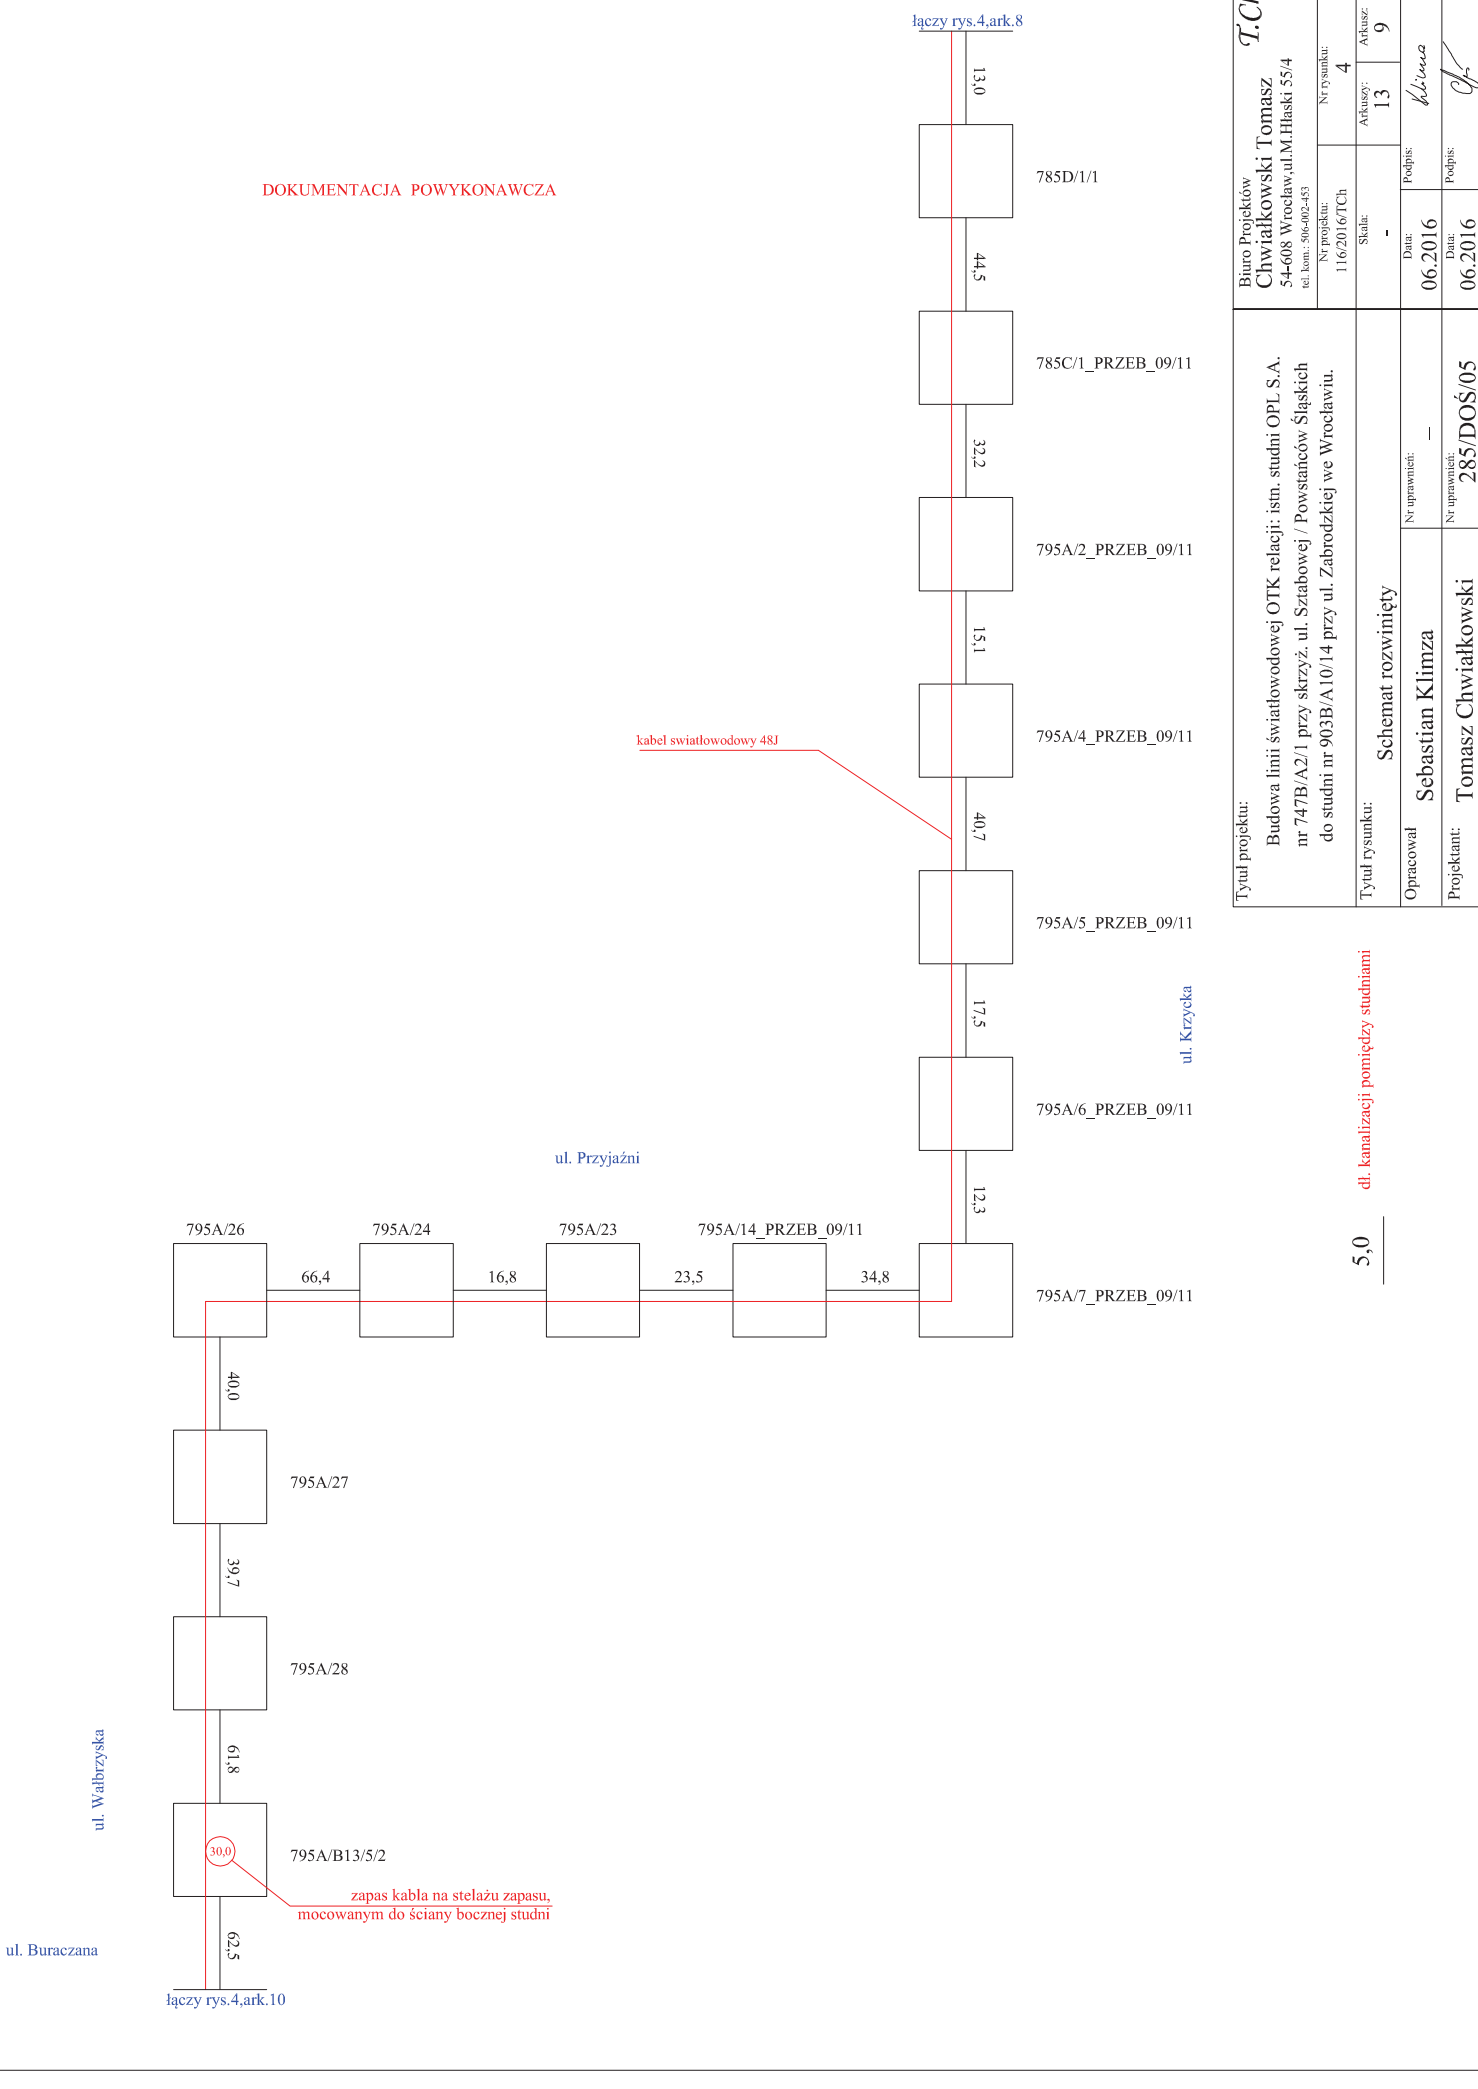 łączy rys.4,ark.8
13,0
785D/1/1
DOKUMENTACJA POWYKONAWCZA
44,5
785C/1_PRZEB_09/11
32,2
795A/2_PRZEB_09/11
15,1
795A/4_PRZEB_09/11
kabel swiatłowodowy 48J
40,7
795A/5_PRZEB_09/11
17,5
ul. Krzycka
795A/6_PRZEB_09/11
ul. Przyjaźni
12,3
795A/26
795A/24
795A/23
795A/14_PRZEB_09/11
66,4
16,8
23,5
34,8
795A/7_PRZEB_09/11
40,0
795A/27
39,7
795A/28
ul. Wałbrzyska
61,8
30,0
795A/B13/5/2
zapas kabla na stelażu zapasu,
mocowanym do ściany bocznej studni
ul. Buraczana
62,5
łączy rys.4,ark.10
5,0
dł. kanalizacji pomiędzy studniami
Tytuł projektu:
Budowa linii światłowodowej OTK relacji: istn. studni OPL S.A.
nr 747B/A2/1 przy skrzyż. ul. Sztabowej / Powstańców Śląskich
do studni nr 903B/A10/14 przy ul. Zabrodzkiej we Wrocławiu.
Biuro Projektów
Chwiałkowski Tomasz
54-608 Wrocław,ul.M.Hłaski 55/4
tel. kom.: 506-002-453
Nr projektu:
116/2016/TCh
Nr rysunku:
4
Tytuł rysunku:
Schemat rozwinięty
Skala:
-
Arkuszy:
13
Arkusz:
9
Opracował
Sebastian Klimza
Nr uprawnień:
–
Data:
06.2016
Podpis:
Projektant:
Tomasz Chwiałkowski
Nr uprawnień:
285/DOŚ/05
Data:
06.2016
Podpis: